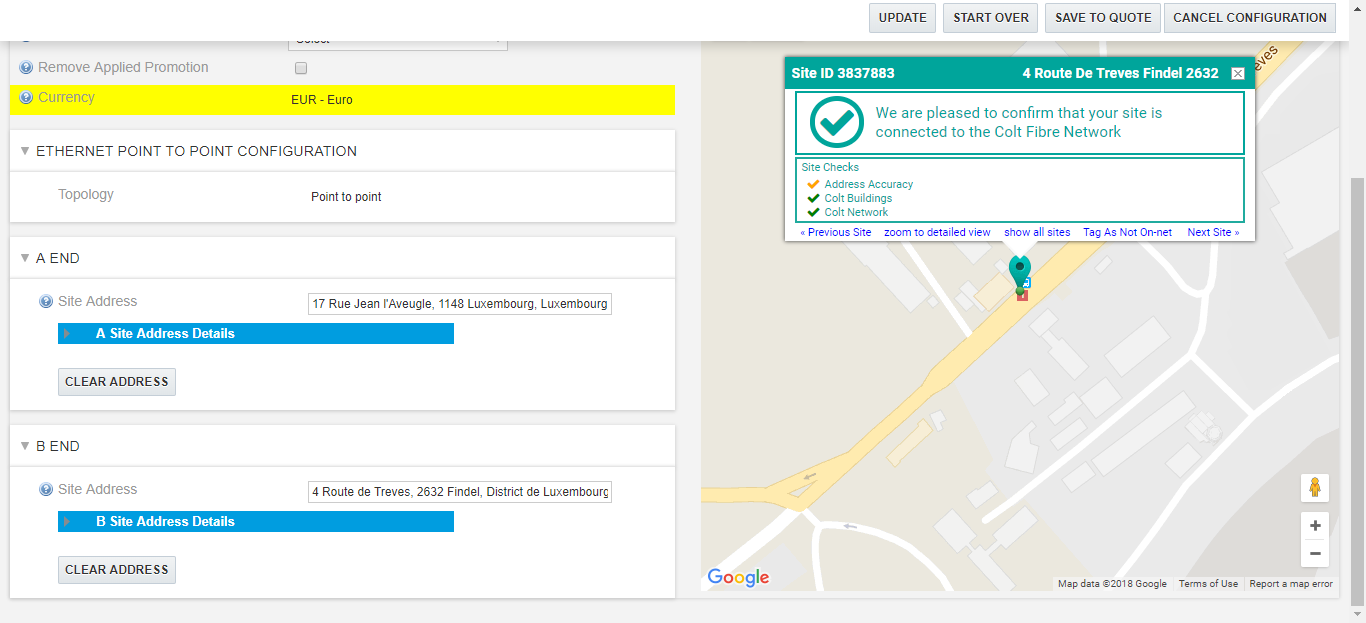 UPDATE
START OVER
SAVE TO QUOTE
CANCEL CONFIGURATION
Select
Remove Applied Promotion
Currency
EUR - Euro
ETHERNET POINT TO POINT CONFIGURATION
Topology
Point to point
A END
Site Address
17 Rue Jean l'Aveugle, 1148 Luxembourg, Luxembourg
A Site Address Details
CLEAR ADDRESS
B END
Site Address
4 Route de Treves, 2632 Findel, District de Luxembourg
B Site Address Details
CLEAR ADDRESS
Site ID 3837883
4 Route De Treves Findel 2632
We are pleased to confirm that your site is
connected to the Colt Fibre Network
Site Checks
Address Accuracy
Colt Buildings
Colt Network
« Previous Site
zoom to detailed view
show all sites
Tag As Not On-net
Next Site »
eves
Google
Map data ©2018 Google
Terms of Use
Report a map error